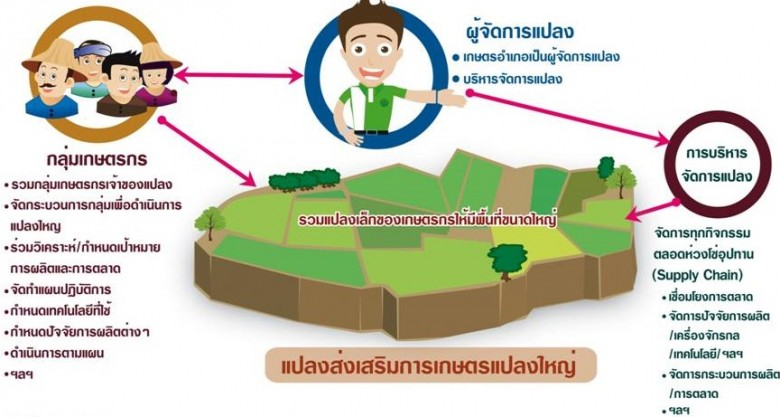 ผู้จัดการแปลง
• เกษตรอำเภอเป็นผู้จัดการแปลง
• บริหารจัดการแปลง
กลุ่มเกษตรกร
• รวมกลุ่มเกษตรกรเจ้าของแปลง
• จัดกระบวนการกลุ่มเพื่อดำเนินการ
แปลงใหญ่
• ร่วมวิเคราะห์/กำหนดเป้าหมาย
การผลิตและการตลาด
• จัดทำแผนปฏิบัติการ
• กำหนดเทคโนโลยีที่ใช้
• กำหนดปัจจัยการผลิตต่างๆ
• ดำเนินการตามแผน
• ฯลฯ
รวมแปลงเล็กของเกษตรกรให้มีพื้นที่ขนาดใหญ่
แปลงส่งเสริมการเกษตรแปลงใหญ่
การบริหาร
จัดการแปลง
จัดการทุกกิจกรรม
ตลอดห่วงโซ่อุปทาน
(Supply Chain)
• เชื่อมโยงการตลาด
• จัดการปัจจัยการผลิต
/เครื่องจักรกล
/เทคโนโลยี/ฯลฯ
• จัดการกระบวนการผลิต
/การตลาด
• ฯลฯ